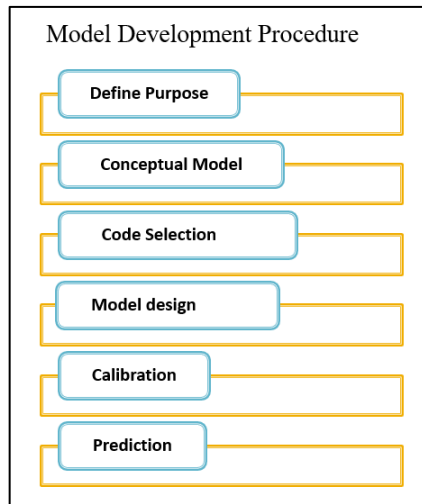 Model Development Procedure
Define Purpose
Conceptual Model
Code Selection
Model design
Calibration
Prediction